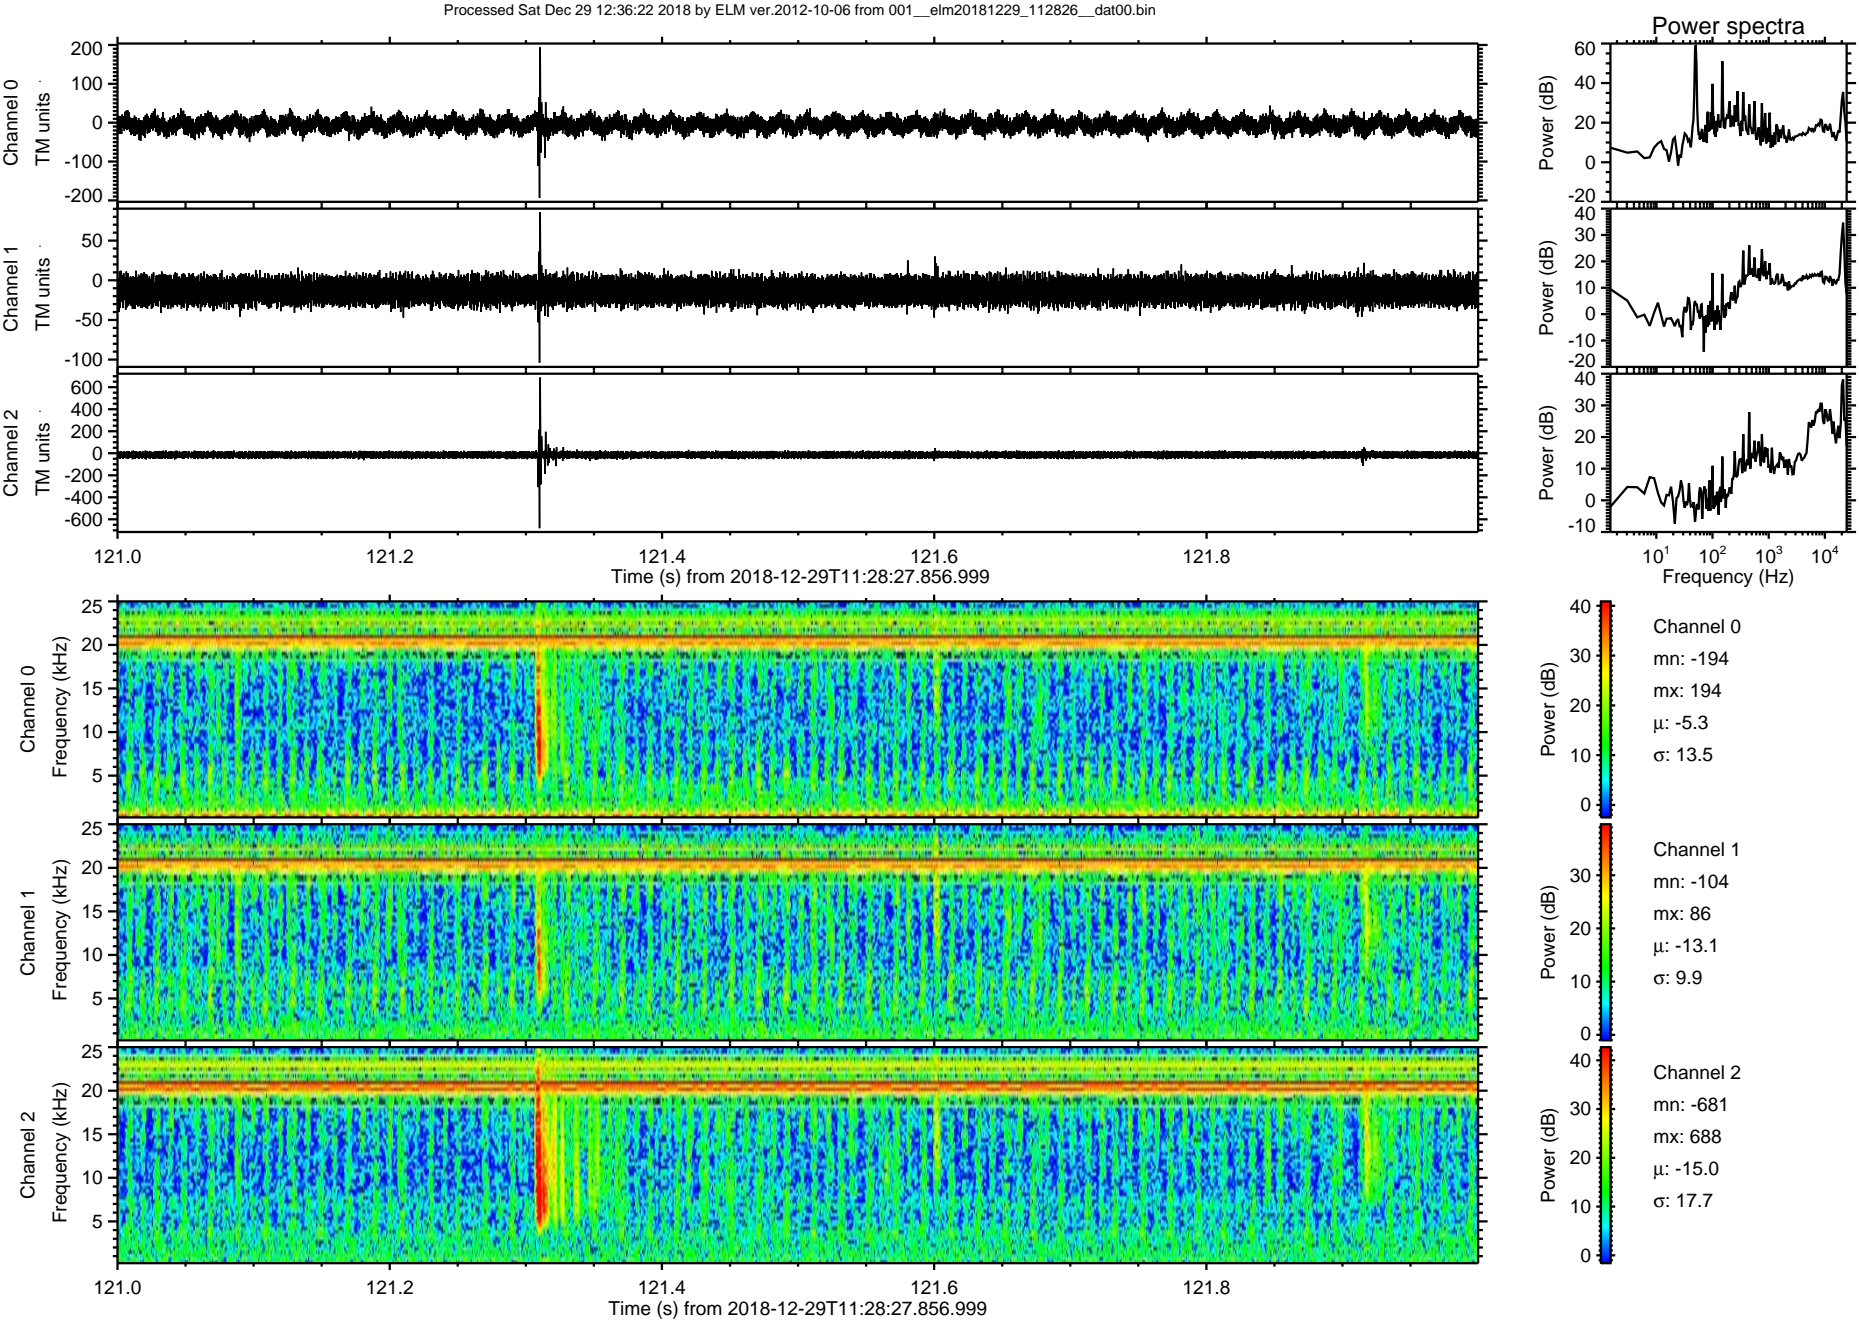 Processed Sat Dec 29 12:36:22 2018 by ELM ver.2012-10-06 from 001__elm20181229_112826__dat00.bin
Power spectra
Channel 0
TM units
200
100
0
-100
-200
Power (dB)
60
40
20
0
-20
Channel 1
TM units
50
0
-50
-100
Power (dB)
40
30
20
10
0
-10
-20
Channel 2
TM units
600
400
200
0
-200
-400
-600
Power (dB)
40
30
20
10
0
-10
121.0 121.2 121.4 121.6 121.8
Time (s) from 2018-12-29T11:28:27.856.999
10^1 10^2 10^3 10^4
Frequency (Hz)
Channel 0
Frequency (kHz)
25
20
15
10
5
Power (dB)
40
30
20
10
0
Channel 0
mn: -194
mx: 194
μ: -5.3
σ: 13.5
Channel 1
Frequency (kHz)
25
20
15
10
5
Power (dB)
30
20
10
0
Channel 1
mn: -104
mx: 86
μ: -13.1
σ: 9.9
Channel 2
Frequency (kHz)
25
20
15
10
5
Power (dB)
40
30
20
10
0
Channel 2
mn: -681
mx: 688
μ: -15.0
σ: 17.7
121.0 121.2 121.4 121.6 121.8
Time (s) from 2018-12-29T11:28:27.856.999